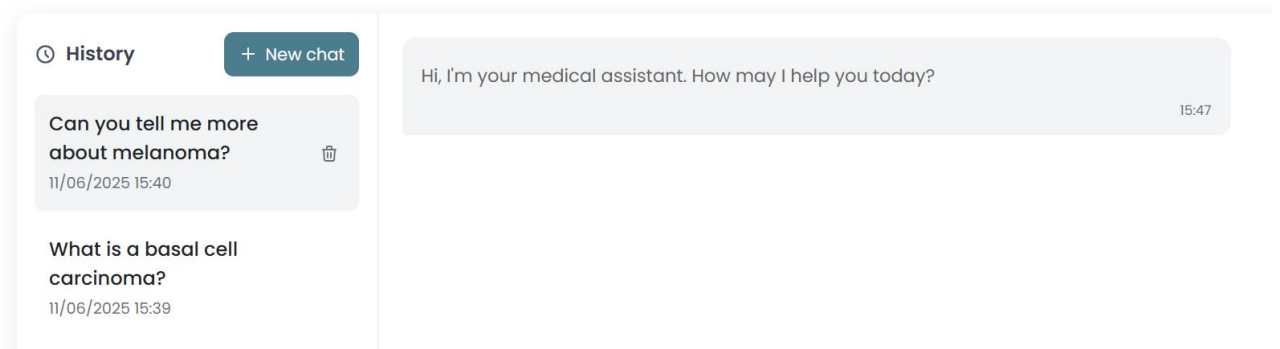 History
+ New chat
Can you tell me more
about melanoma?
11/06/2025 15:40
What is a basal cell
carcinoma?
11/06/2025 15:39
Hi, I'm your medical assistant. How may I help you today?
15:47